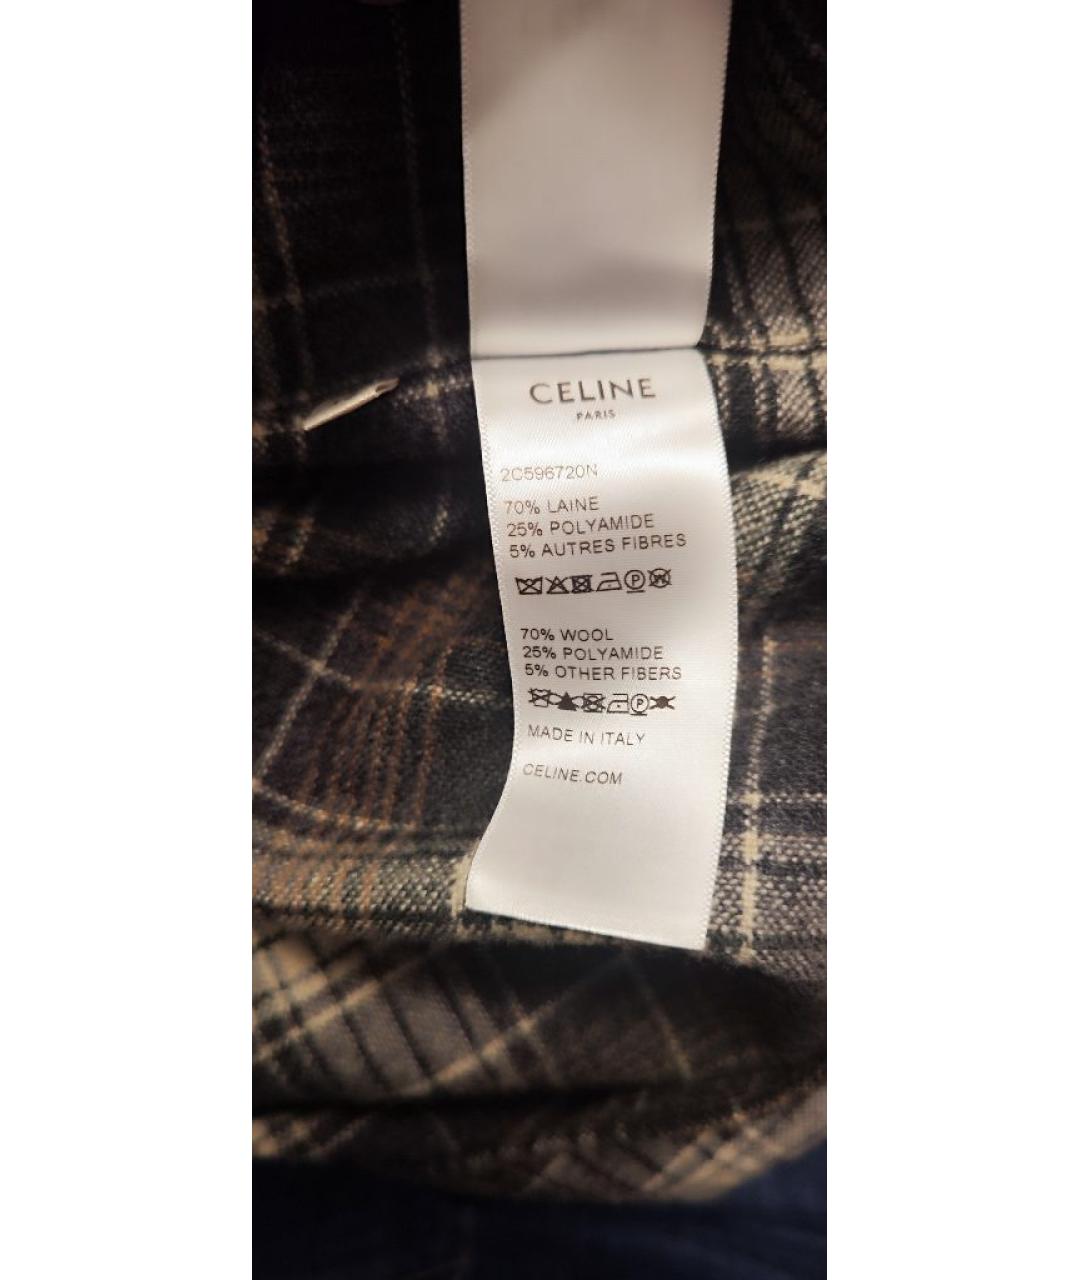 CELINE
PARIS
2C596720N
70% LAINE
25% POLYAMIDE
5% AUTRES FIBRES
70% WOOL
25% POLYAMIDE
5% OTHER FIBERS
MADE IN ITALY
CELINE.COM